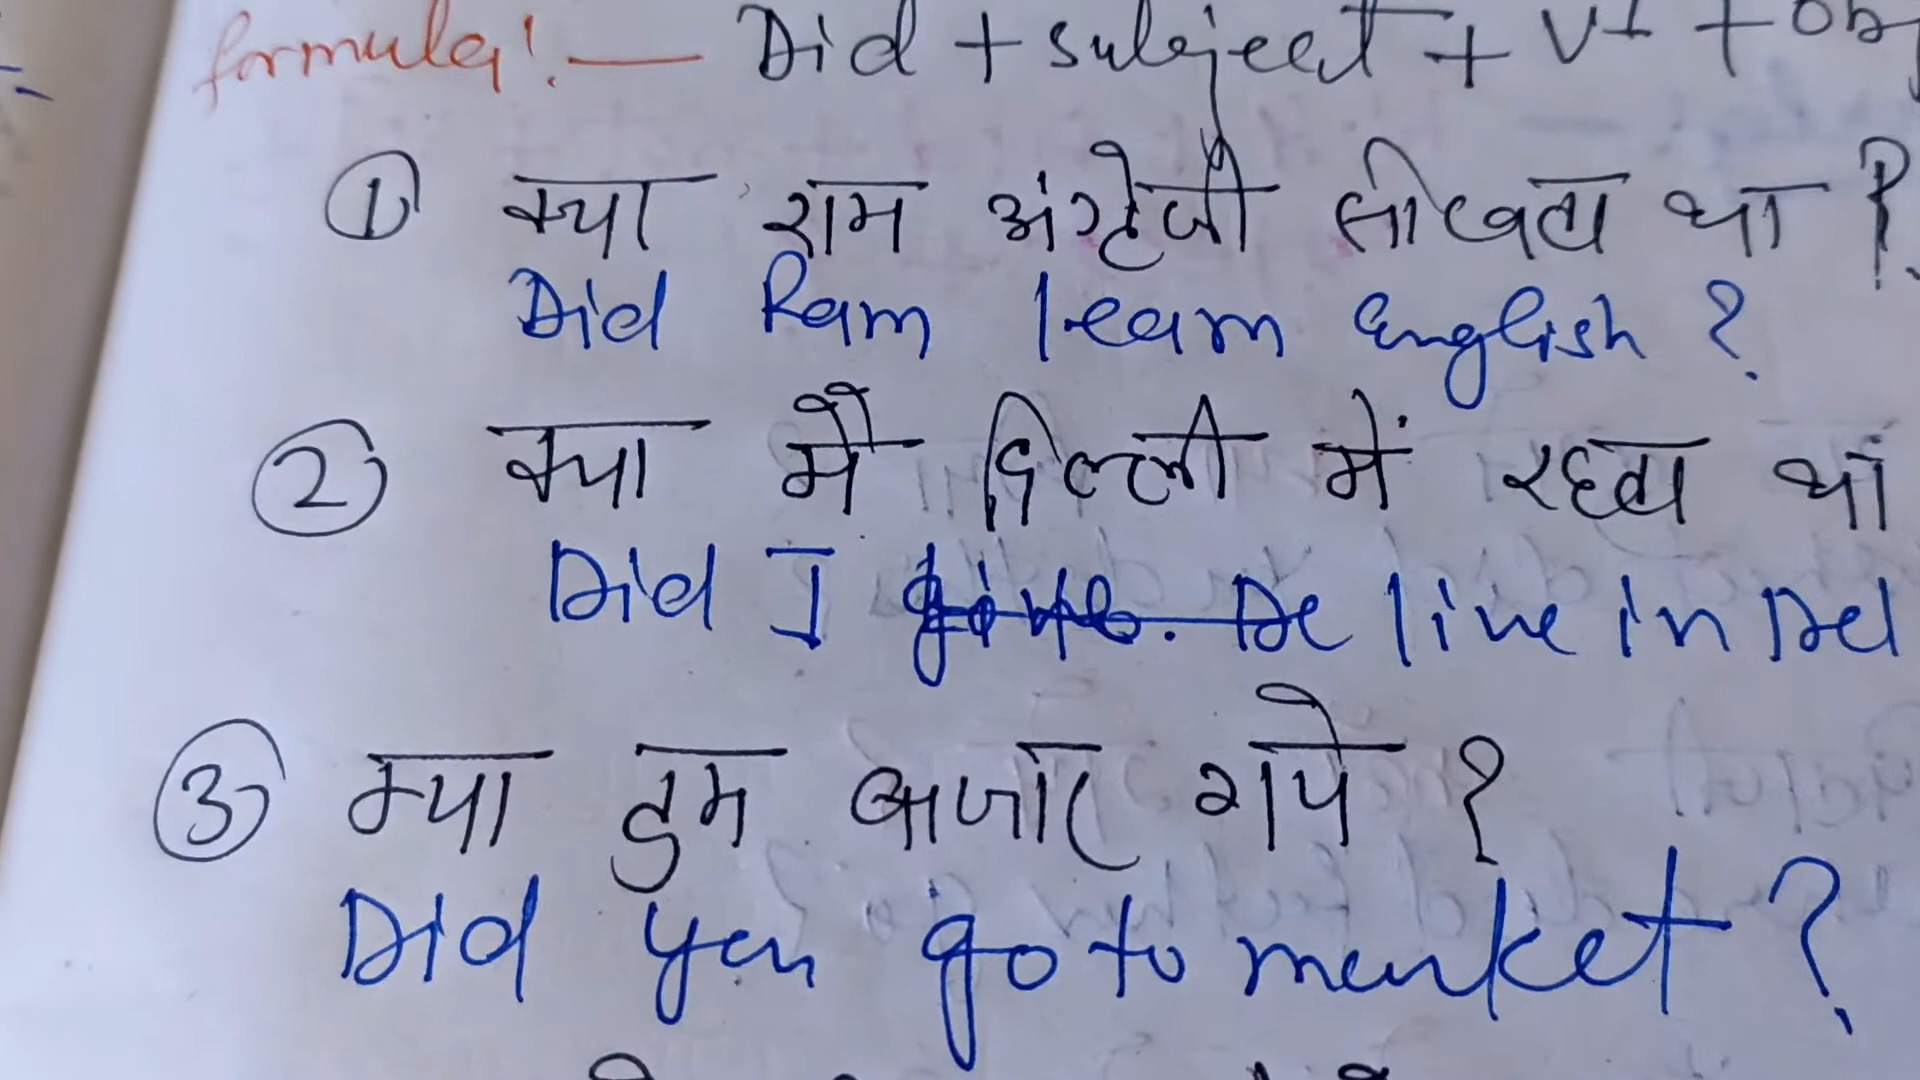 formula:— Did + subject + V1 + Obj
① क्या राम अंग्रेजी सीखता था ?
Did Ram learn English ?
② क्या मै दिल्ली में रहता था
Did I live in Del
③ क्या तुम बाजार गये ?
Did you go to market ?